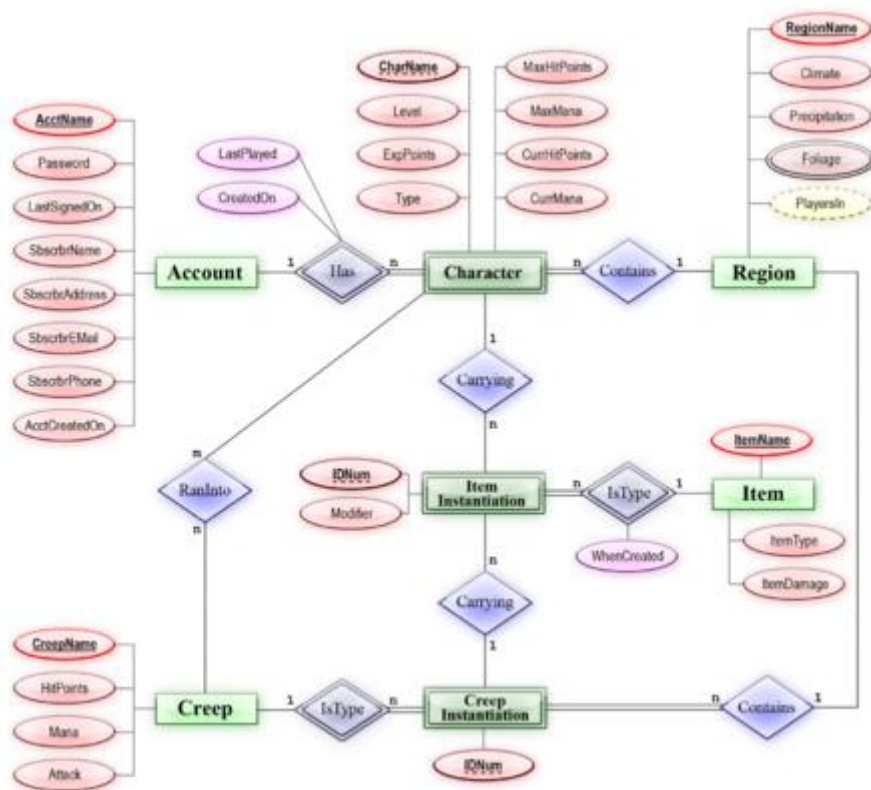 RegionName
CharName
MaxHitPoints
Climate
AcctName
Level
MaxMana
Precipitation
Password
LastPlayed
ExpPoints
CurrHitPoints
Foliage
LastSignedOn
CreatedOn
Type
CurrMana
PlayersIn
SbscrbrName
Account
1
Has
n
Character
n
Contains
1
Region
SbscrbrAddress
SbscrbrEMail
SbscrbrPhone
AcctCreatedOn
1
Carrying
n
n
RanInto
n
IDNum
Modifier
Item
Instantiation
n
IsType
1
ItemName
Item
WhenCreated
ItemType
ItemDamage
n
Carrying
1
CreepName
HitPoints
Mana
Attack
Creep
1
IsType
n
Creep
Instantiation
n
Contains
1
IDNum